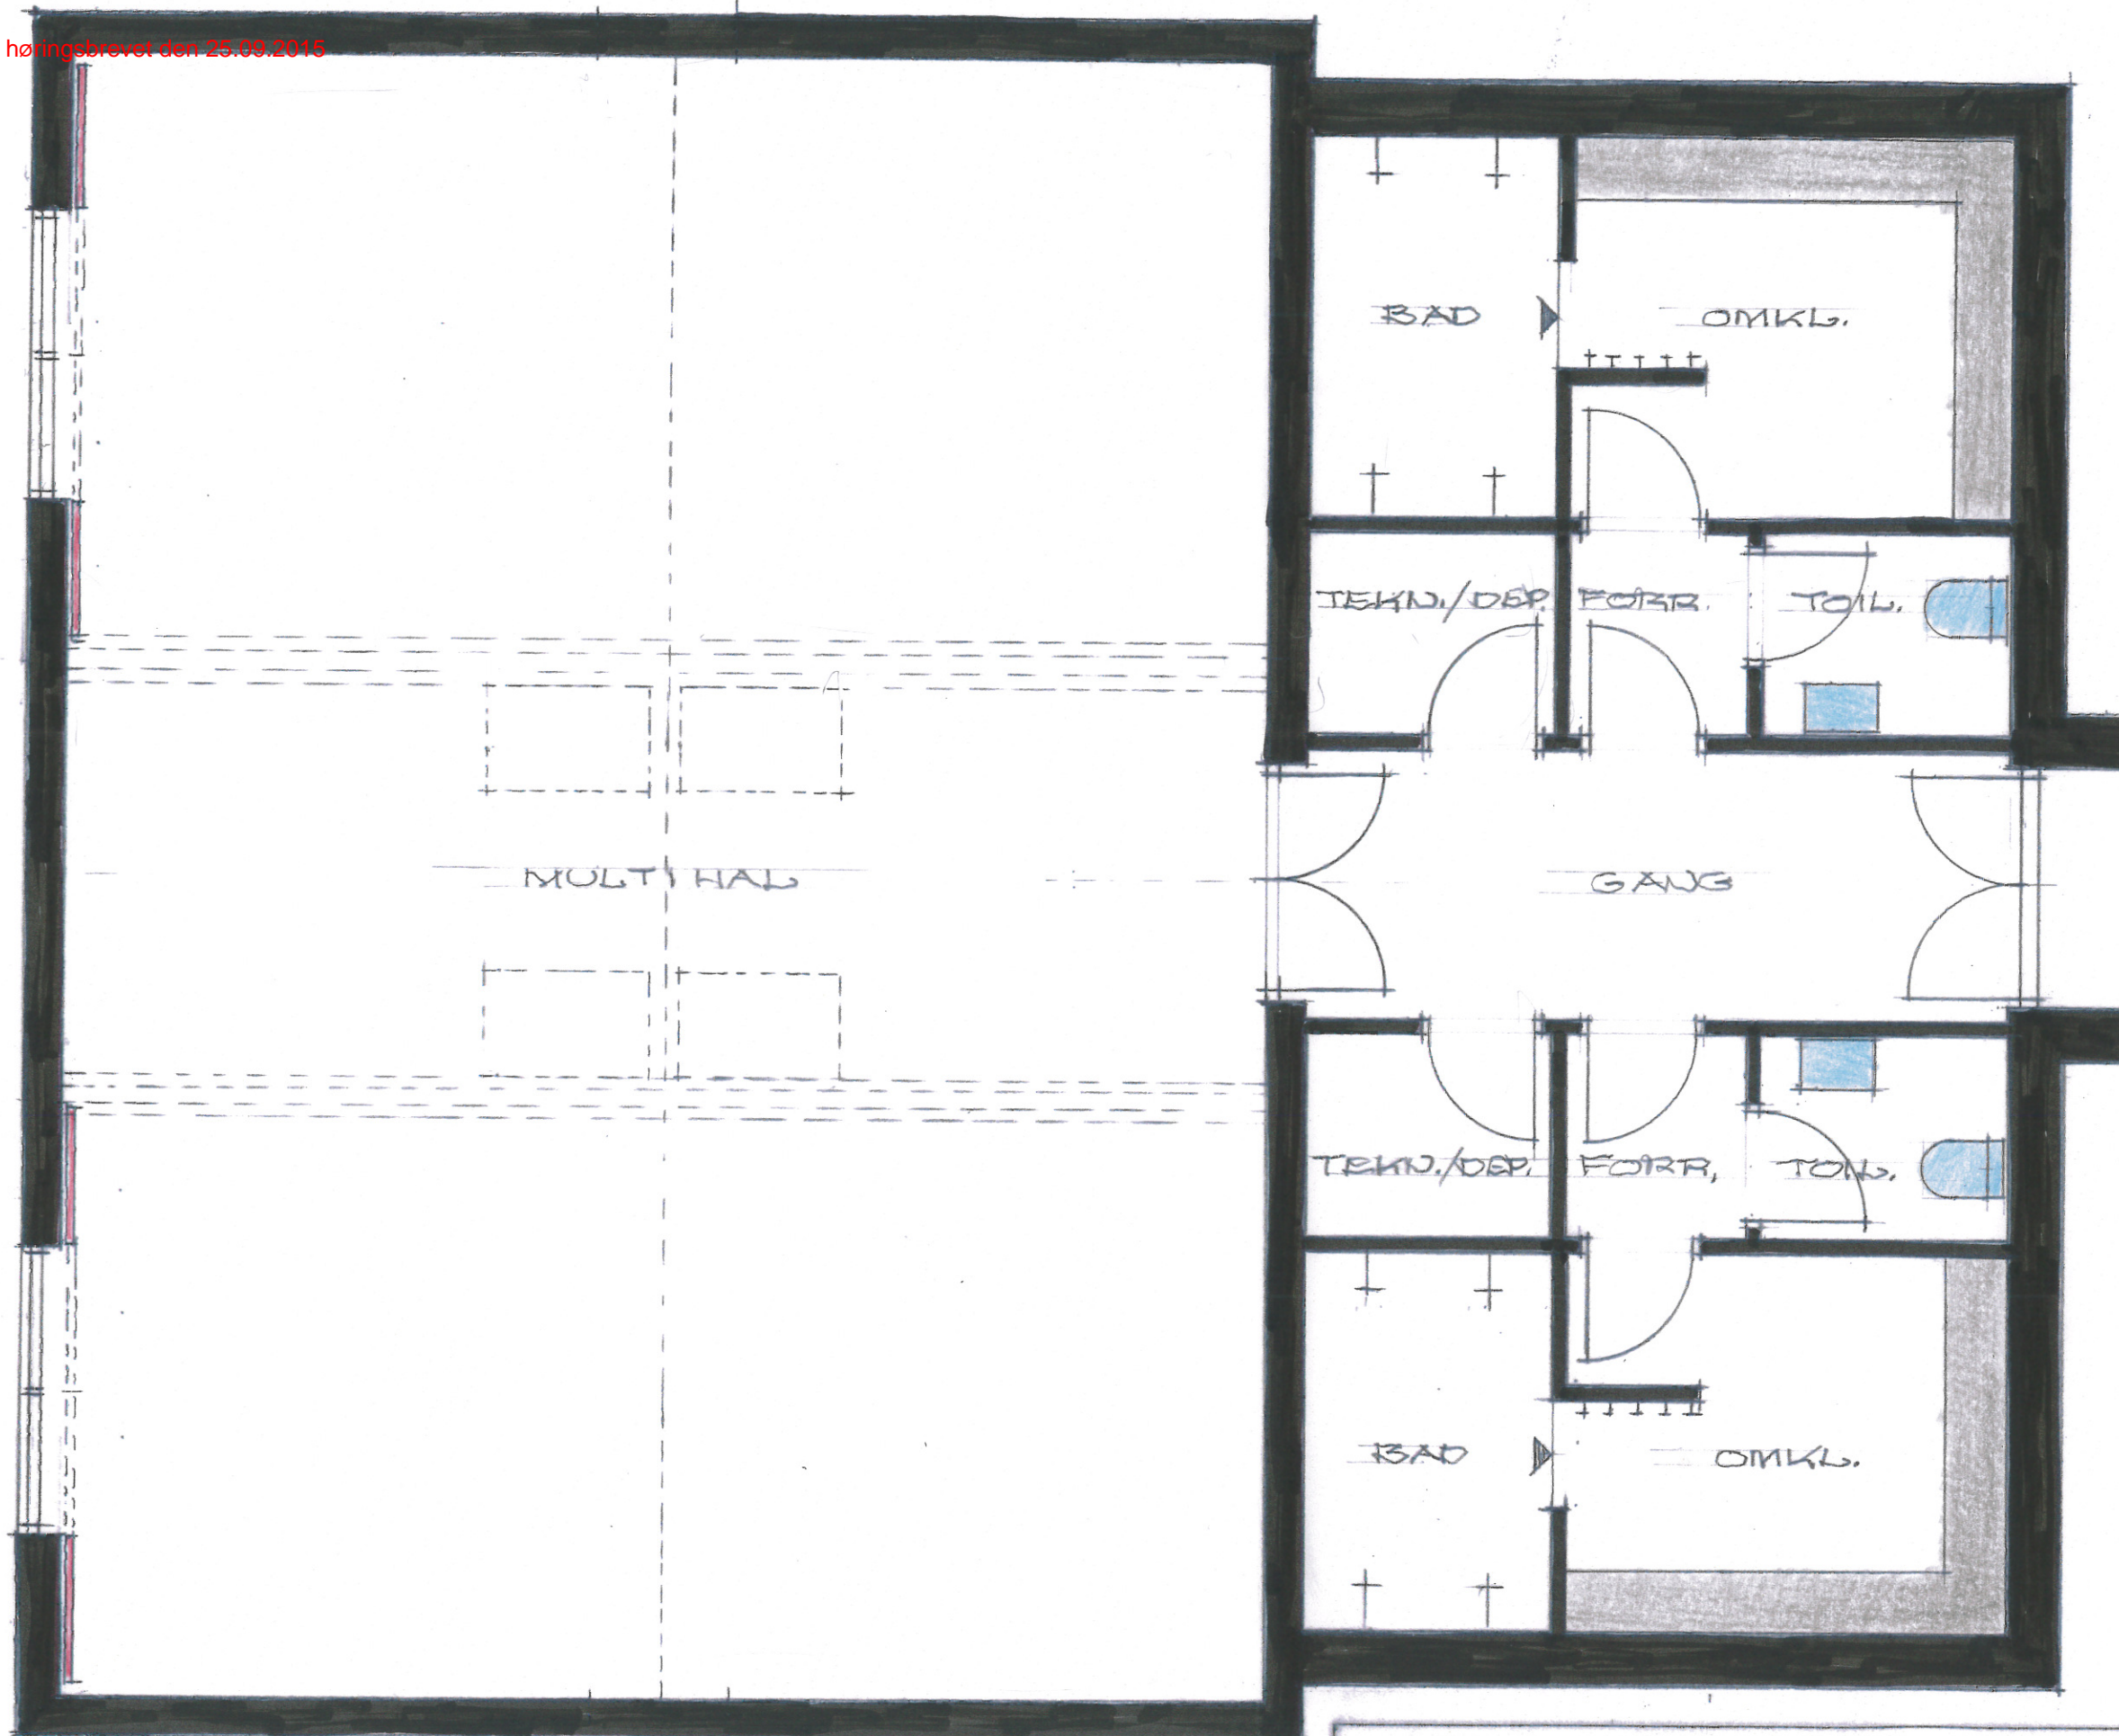 høringsbrevet den 25.09.2015
BAD
OMKL.
TEKN./DEP.
FORR.
TOIL.
MULTI HAL
GANG
TEKN./DEP.
FORR.
TOIL.
BAD
OMKL.